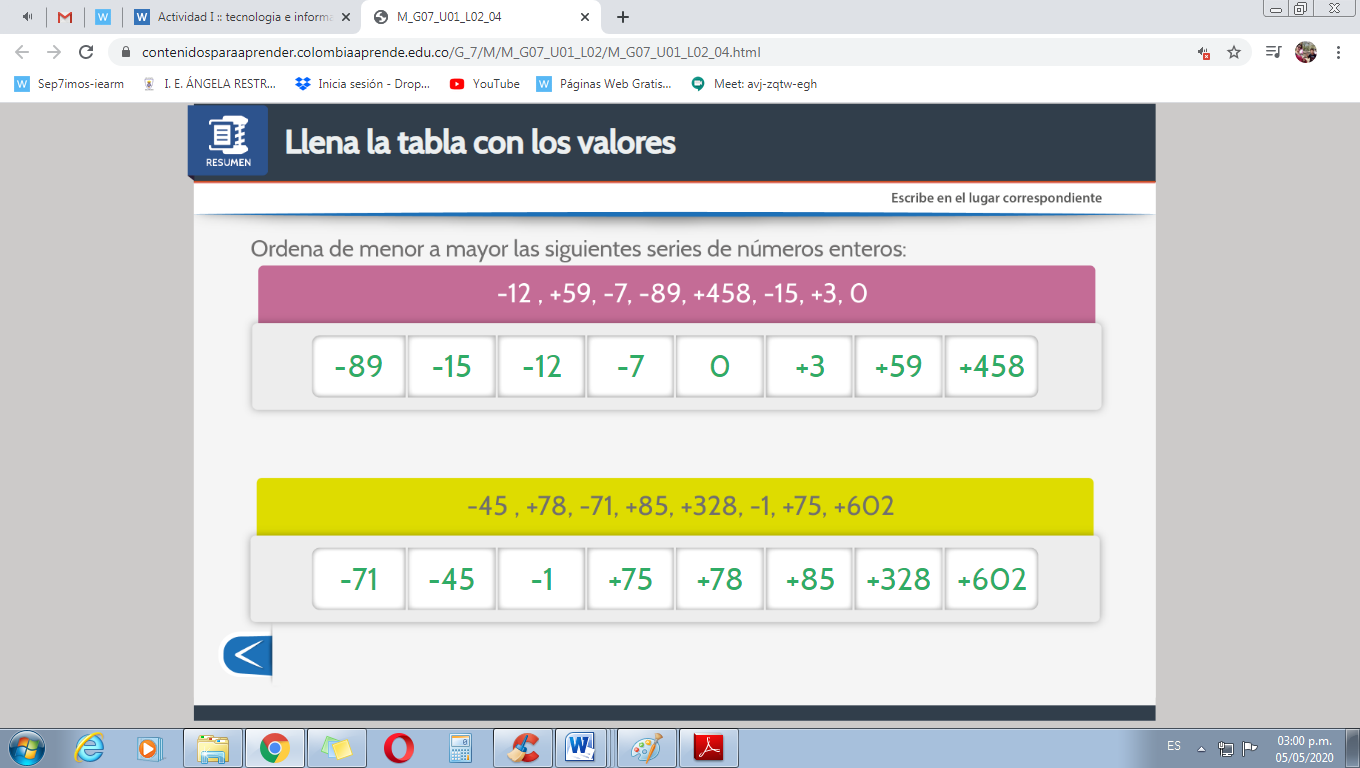 Actividad I :: tecnologia e informa
M_G07_U01_L02_04
contenidosparaaprender.colombiaaprende.edu.co/G_7/M/M_G07_U01_L02/M_G07_U01_L02_04.html
Sep7imos-iearm
I. E. ÁNGELA RESTR...
Inicia sesión - Drop...
YouTube
Páginas Web Gratis...
Meet: avj-zqtw-egh
RESUMEN
Llena la tabla con los valores
Escribe en el lugar correspondiente
Ordena de menor a mayor las siguientes series de números enteros:
-12 , +59, -7, -89, +458, -15, +3, 0
-89 -15 -12 -7 0 +3 +59 +458
-45 , +78, -71, +85, +328, -1, +75, +602
-71 -45 -1 +75 +78 +85 +328 +602
ES
03:00 p.m.
05/05/2020